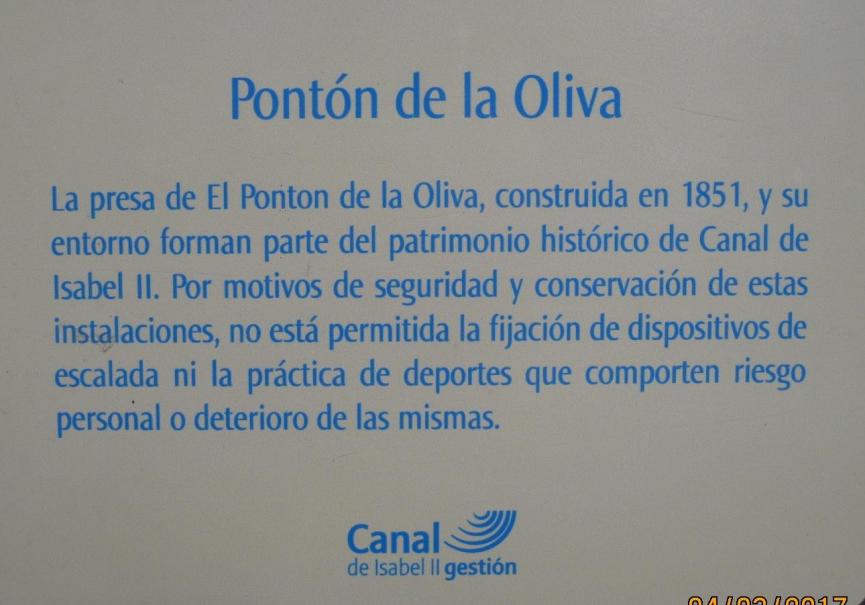 Pontón de la Oliva
La presa de El Ponton de la Oliva, construida en 1851, y su
entorno forman parte del patrimonio histórico de Canal de
Isabel II. Por motivos de seguridad y conservación de estas
instalaciones, no está permitida la fijación de dispositivos de
escalada ni la práctica de deportes que comporten riesgo
personal o deterioro de las mismas.
Canal
de Isabel II gestión